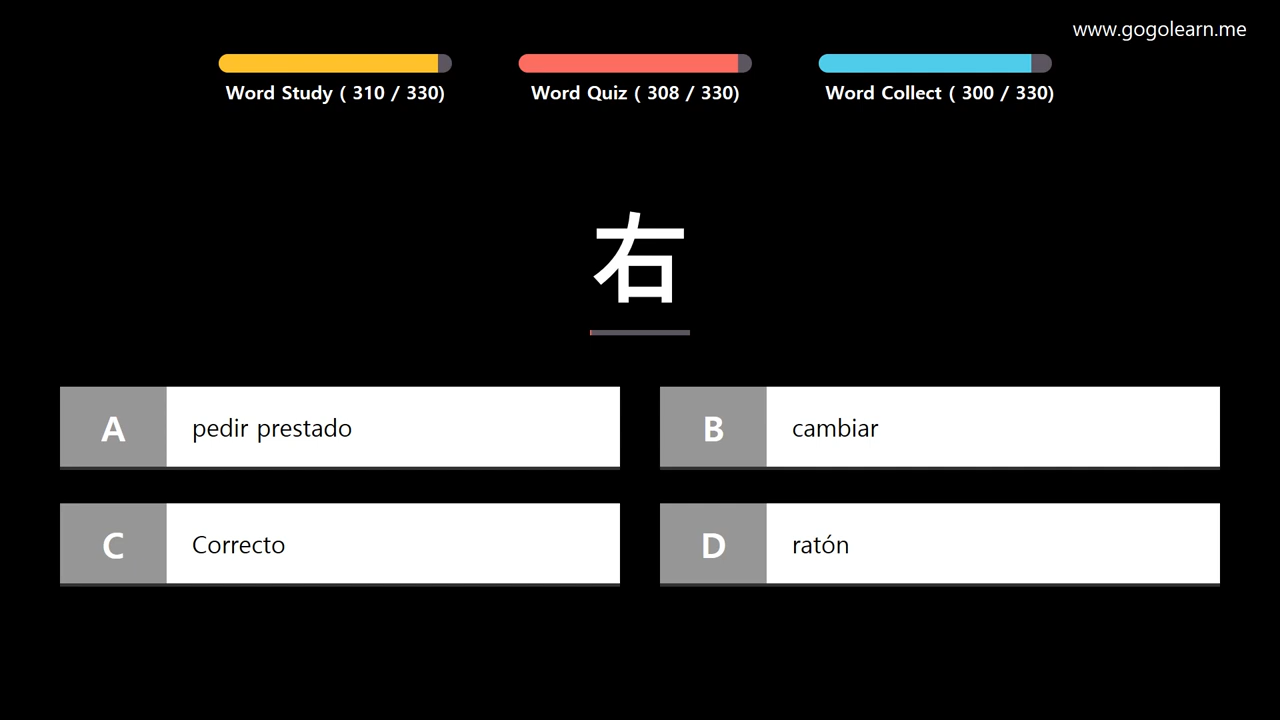 www.gogolearn.me
Word Study ( 310 / 330)
Word Quiz ( 308 / 330)
Word Collect ( 300 / 330)
右
A pedir prestado
B cambiar
C Correcto
D ratón